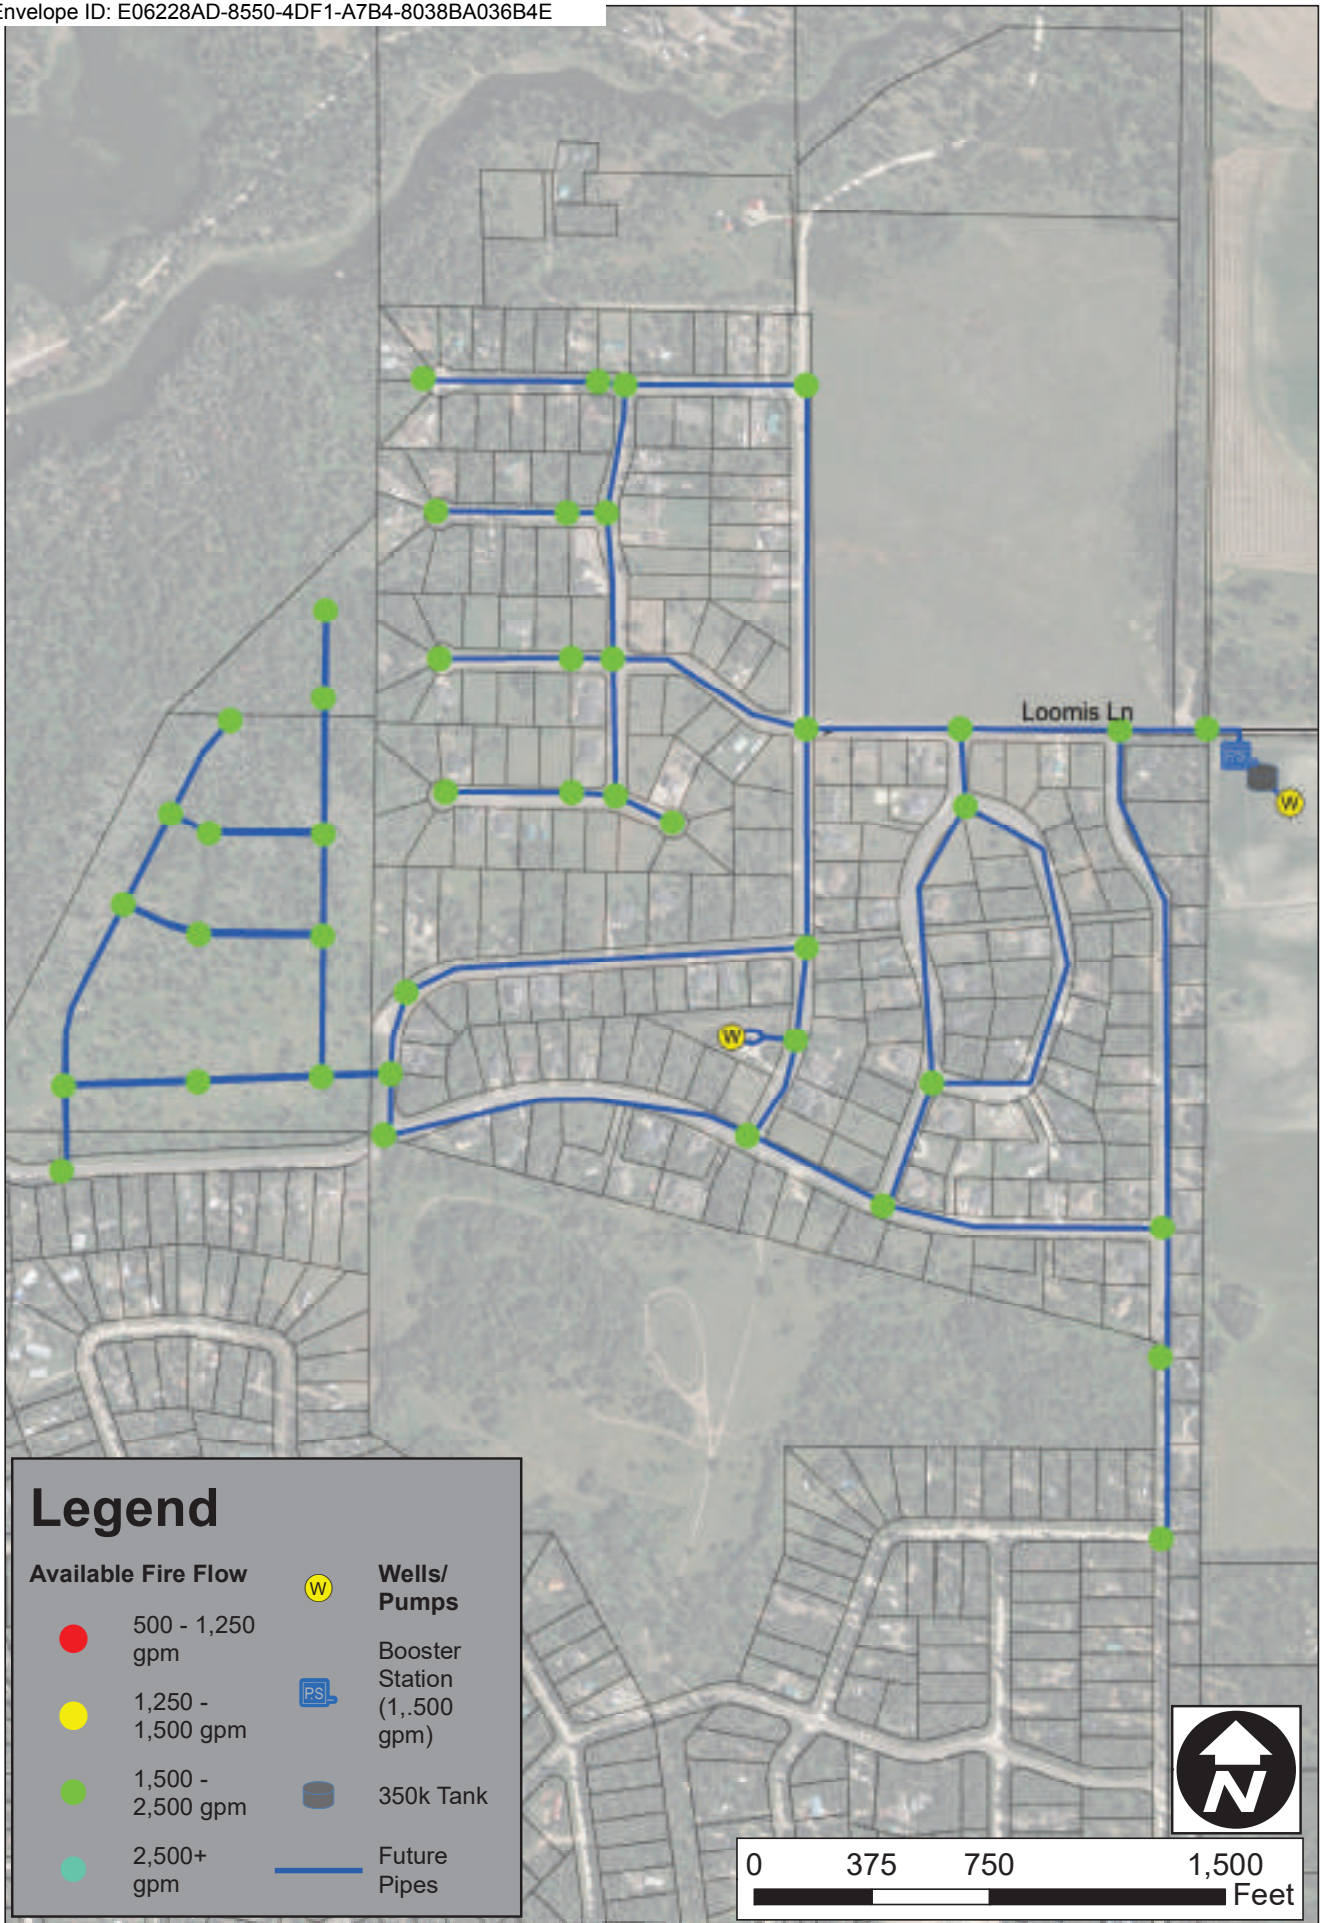 Envelope ID: E06228AD-8550-4DF1-A7B4-8038BA036B4E
Loomis Ln
PS
W
W
Legend
Available Fire Flow
500 - 1,250
gpm
1,250 -
1,500 gpm
1,500 -
2,500 gpm
2,500+
gpm
W
Wells/
Pumps
PS
Booster
Station
(1,.500
gpm)
350k Tank
Future
Pipes
N
0 375 750 1,500
Feet